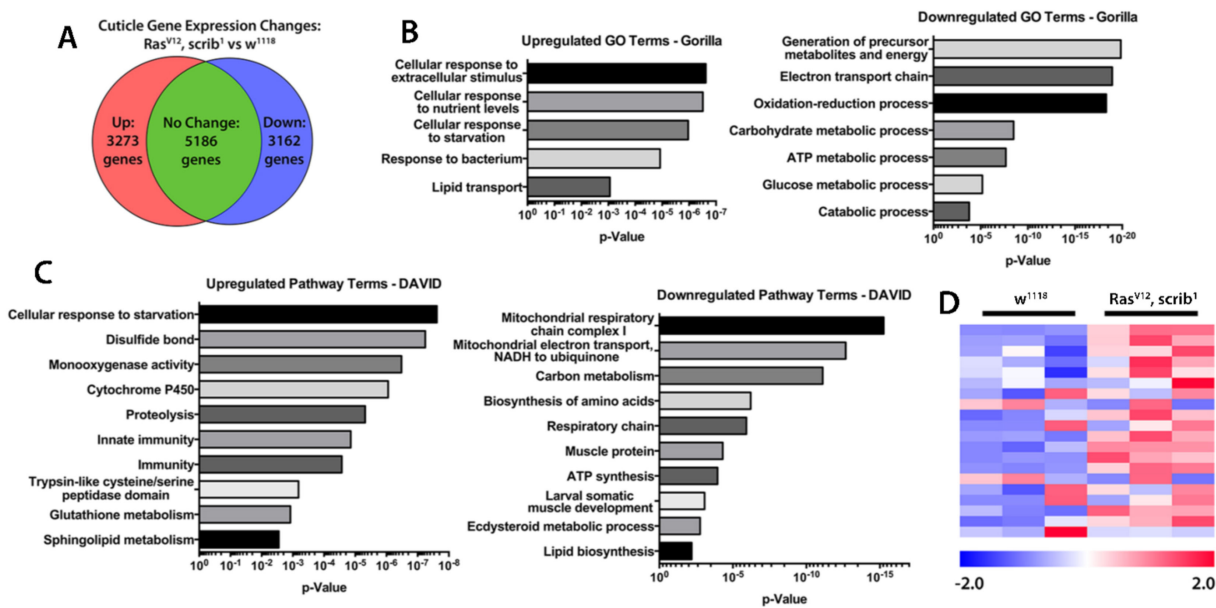 A
Cuticle Gene Expression Changes:
Rasⱽ¹², scrib¹ vs w¹¹¹⁸
Up:
3273
genes
No Change:
5186
genes
Down:
3162
genes
B
Upregulated GO Terms - Gorilla
Cellular response to
extracellular stimulus
Cellular response
to nutrient levels
Cellular response
to starvation
Response to bacterium
Lipid transport
10⁰ 10⁻¹ 10⁻² 10⁻³ 10⁻⁴ 10⁻⁵ 10⁻⁶ 10⁻⁷
p-Value
Downregulated GO Terms - Gorilla
Generation of precursor
metabolites and energy
Electron transport chain
Oxidation-reduction process
Carbohydrate metabolic process
ATP metabolic process
Glucose metabolic process
Catabolic process
10⁰ 10⁻⁵ 10⁻¹⁰ 10⁻¹⁵ 10⁻²⁰
p-Value
C
Upregulated Pathway Terms - DAVID
Cellular response to starvation
Disulfide bond
Monooxygenase activity
Cytochrome P450
Proteolysis
Innate immunity
Immunity
Trypsin-like cysteine/serine
peptidase domain
Glutathione metabolism
Sphingolipid metabolism
10⁰ 10⁻¹ 10⁻² 10⁻³ 10⁻⁴ 10⁻⁵ 10⁻⁶ 10⁻⁷ 10⁻⁸
p-Value
Downregulated Pathway Terms - DAVID
Mitochondrial respiratory
chain complex I
Mitochondrial electron transport,
NADH to ubiquinone
Carbon metabolism
Biosynthesis of amino acids
Respiratory chain
Muscle protein
ATP synthesis
Larval somatic
muscle development
Ecdysteroid metabolic process
Lipid biosynthesis
10⁰ 10⁻⁵ 10⁻¹⁰ 10⁻¹⁵
p-Value
D
w¹¹¹⁸ Rasⱽ¹², scrib¹
-2.0 2.0